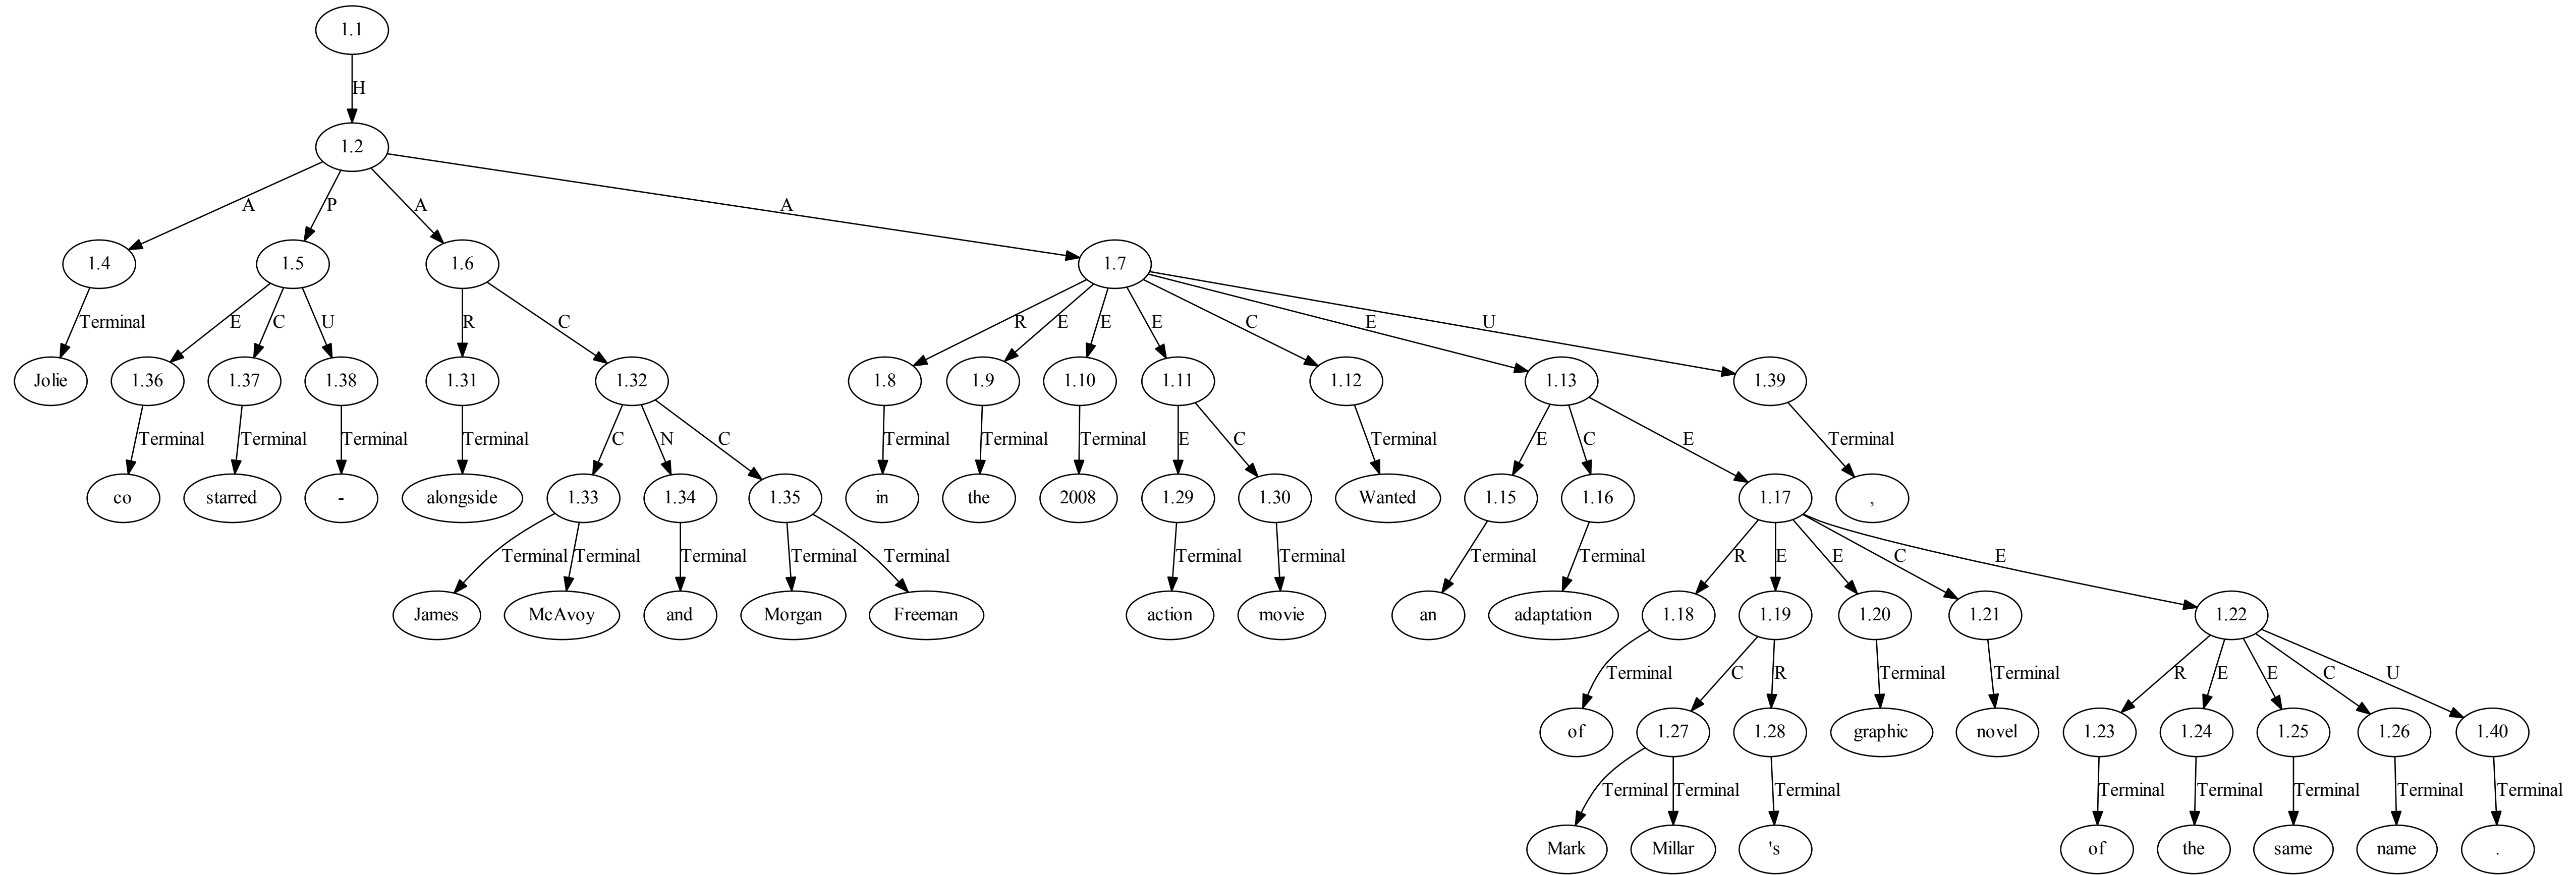 1.1
H
1.2
A P A A
1.4 1.5 1.6 1.7
Terminal E C U R C R E E E C E U
Jolie 1.36 1.37 1.38 1.31 1.32 1.8 1.9 1.10 1.11 1.12 1.13 1.39
Terminal Terminal Terminal Terminal C N C Terminal Terminal Terminal E C Terminal E C E Terminal
co starred - alongside 1.33 1.34 1.35 in the 2008 1.29 1.30 Wanted 1.15 1.16 1.17 ,
Terminal Terminal Terminal Terminal Terminal Terminal Terminal Terminal Terminal R E E C E
James McAvoy and Morgan Freeman action movie an adaptation 1.18 1.19 1.20 1.21 1.22
Terminal C R Terminal Terminal R E E C U
of 1.27 1.28 graphic novel 1.23 1.24 1.25 1.26 1.40
Terminal Terminal Terminal Terminal Terminal Terminal Terminal Terminal
Mark Millar 's of the same name .